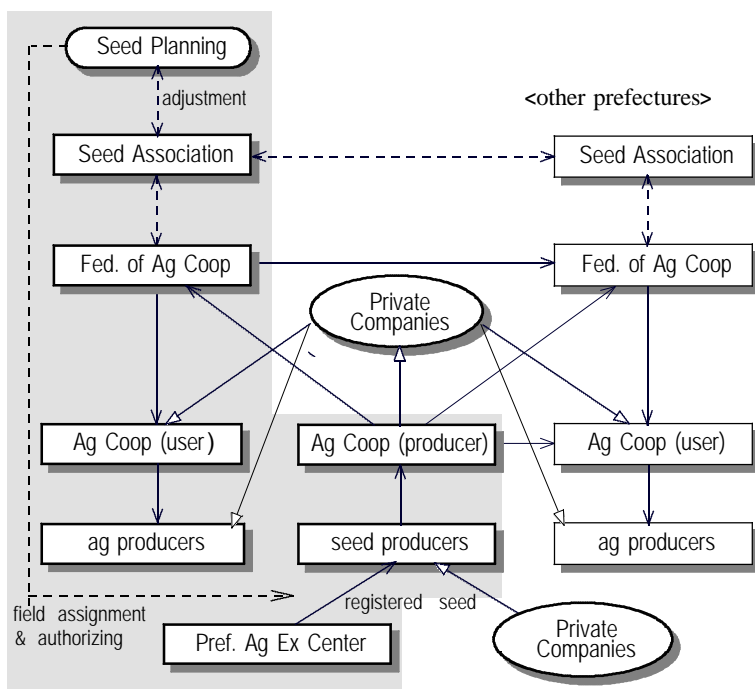 Seed Planning
adjustment
<other prefectures>
Seed Association
Seed Association
Fed. of Ag Coop
Fed. of Ag Coop
Private
Companies
Ag Coop (user)
Ag Coop (producer)
Ag Coop (user)
ag producers
seed producers
ag producers
field assignment
& authorizing
registered seed
Pref. Ag Ex Center
Private
Companies